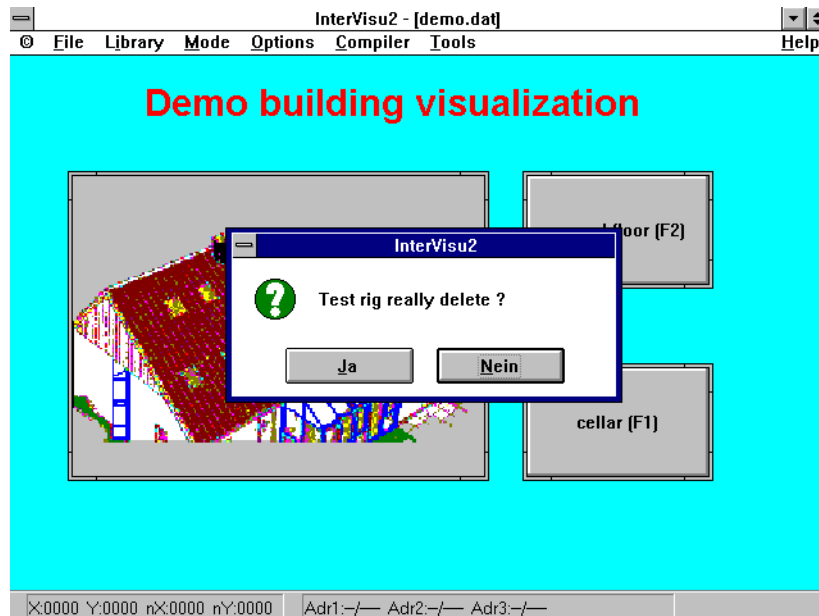 InterVisu2 - [demo.dat]
© File Library Mode Options Compiler Tools Help
Demo building visualization
floor (F2)
InterVisu2
Test rig really delete ?
Ja Nein
cellar (F1)
X:0000 Y:0000 nX:0000 nY:0000 Adr1:-/— Adr2:-/— Adr3:-/—